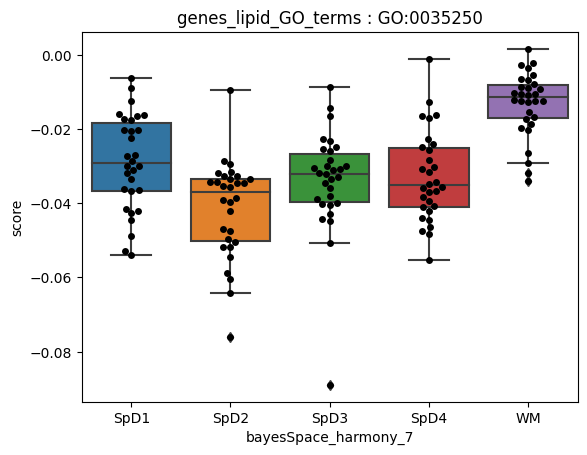 genes_lipid_GO_terms : GO:0035250
0.00
−0.02
−0.04
−0.06
−0.08
score
SpD1 SpD2 SpD3 SpD4 WM
bayesSpace_harmony_7